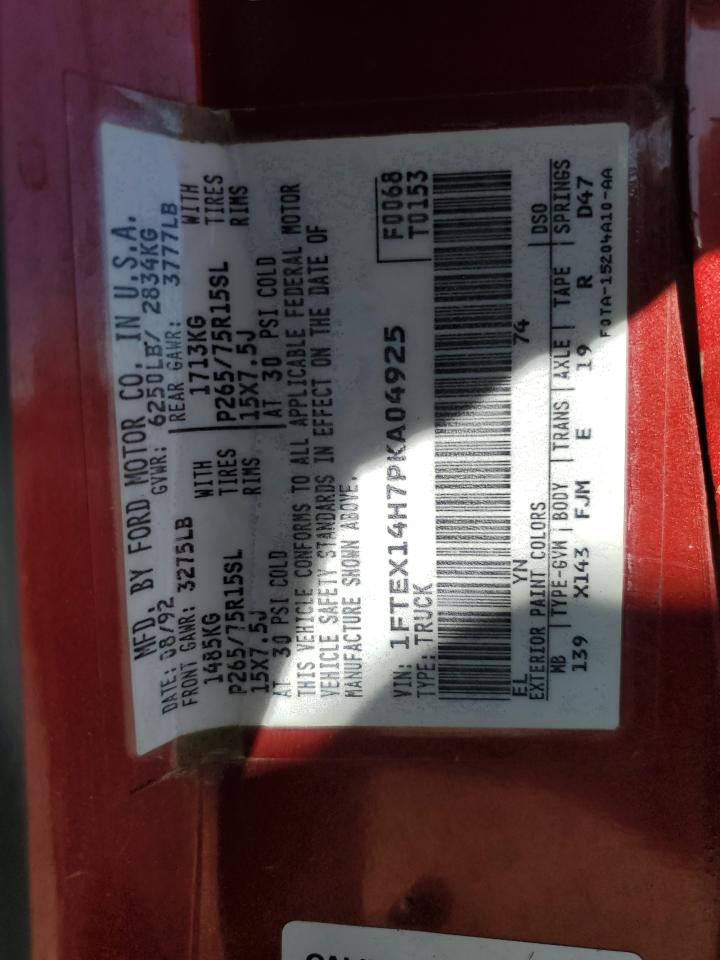 MFD. BY FORD MOTOR CO. IN U.S.A.
DATE: 08/92 GVWR: 6250LB/ 2834KG
FRONT GAWR: 3275LB REAR GAWR: 3777LB
1485KG WITH 1713KG WITH
P265/75R15SL TIRES P265/75R15SL TIRES
15X7.5J RIMS 15X7.5J RIMS
AT 30 PSI COLD AT 30 PSI COLD
THIS VEHICLE CONFORMS TO ALL APPLICABLE FEDERAL MOTOR
VEHICLE SAFETY STANDARDS IN EFFECT ON THE DATE OF
MANUFACTURE SHOWN ABOVE.
VIN: 1FTEX14H7PKA04925 F0068
TYPE: TRUCK T0153
EL YN 74
EXTERIOR PAINT COLORS DSO
WB TYPE-GVW BODY TRANS AXLE TAPE SPRINGS
139 X143 FJM E 19 R D47
F0TA-15204A10-AA